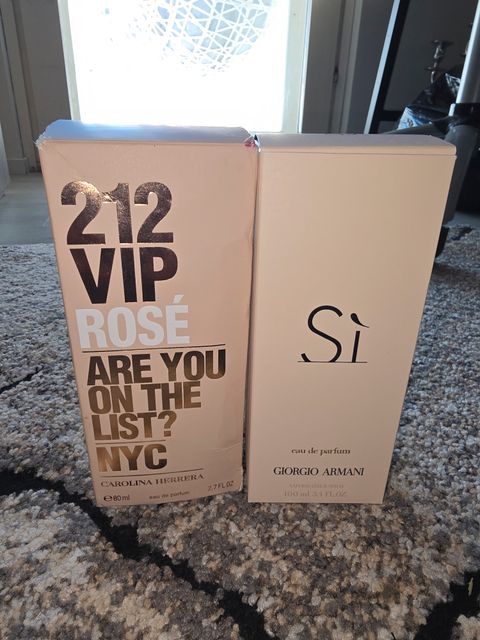 212
VIP
ROSÉ
ARE YOU
ON THE
LIST?
NYC
CAROLINA HERRERA
e 80 ml eau de parfum 2.7 FL OZ
Sì
eau de parfum
GIORGIO ARMANI
100 ml 3.4 FL.OZ